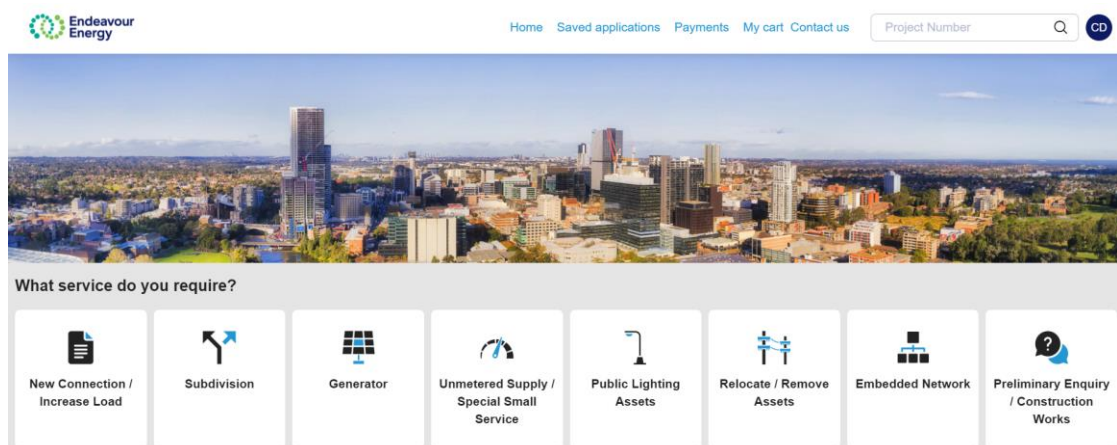 Endeavour
Energy
Home Saved applications Payments My cart Contact us Project Number CD
What service do you require?
New Connection /
Increase Load
Subdivision
Generator
Unmetered Supply /
Special Small
Service
Public Lighting
Assets
Relocate / Remove
Assets
Embedded Network
Preliminary Enquiry
/ Construction
Works